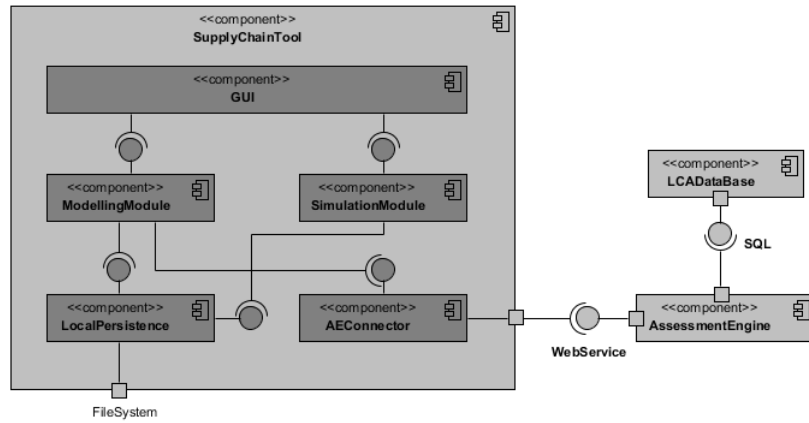 <<component>>
SupplyChainTool
<<component>>
GUI
<<component>>
ModellingModule
<<component>>
SimulationModule
<<component>>
LCADataBase
SQL
<<component>>
LocalPersistence
<<component>>
AEConnector
<<component>>
AssessmentEngine
WebService
FileSystem